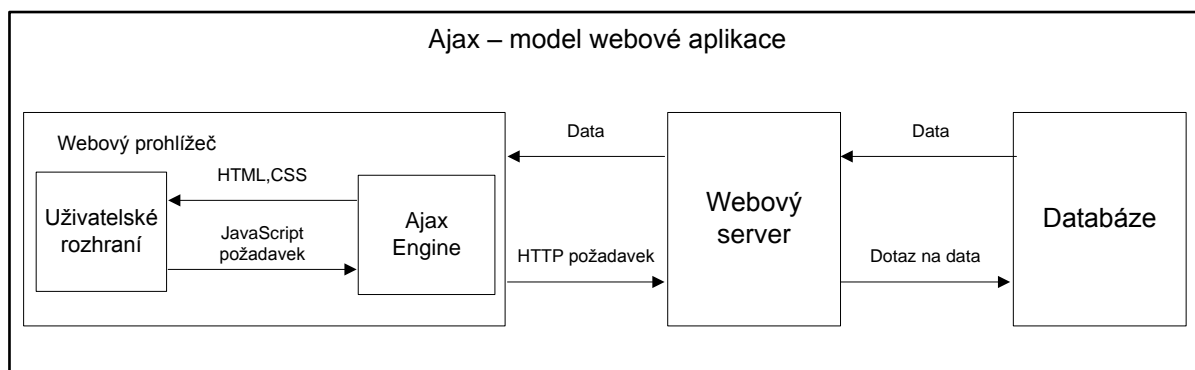 Ajax – model webové aplikace
Webový prohlížeč
Uživatelské
rozhraní
HTML,CSS
JavaScript
požadavek
Ajax
Engine
Data
HTTP požadavek
Webový
server
Data
Dotaz na data
Databáze